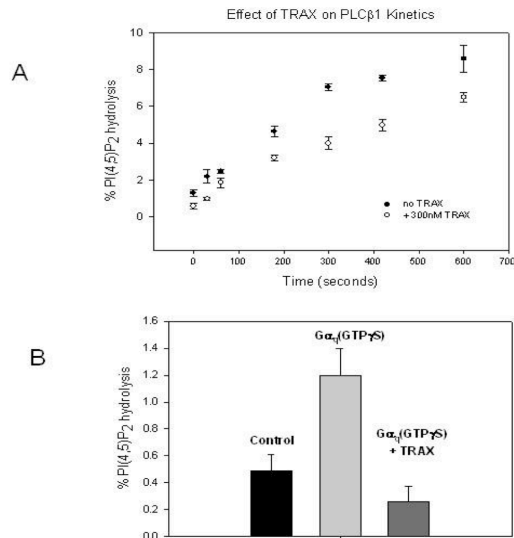 Effect of TRAX on PLCβ1 Kinetics
A
% PI(4,5)P2 hydrolysis
10
8
6
4
2
0
no TRAX
+300nM TRAX
0 100 200 300 400 500 600 700
Time (seconds)
B
% PI(4,5)P2 hydrolysis
1.6
1.4
1.2
1.0
0.8
0.6
0.4
0.2
0.0
Gαq(GTPγS)
Control
Gαq(GTPγS)
+ TRAX